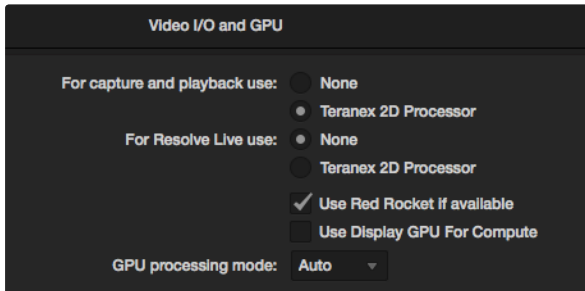 Video I/O and GPU
For capture and playback use: None
Teranex 2D Processor
For Resolve Live use: None
Teranex 2D Processor
Use Red Rocket if available
Use Display GPU For Compute
GPU processing mode: Auto